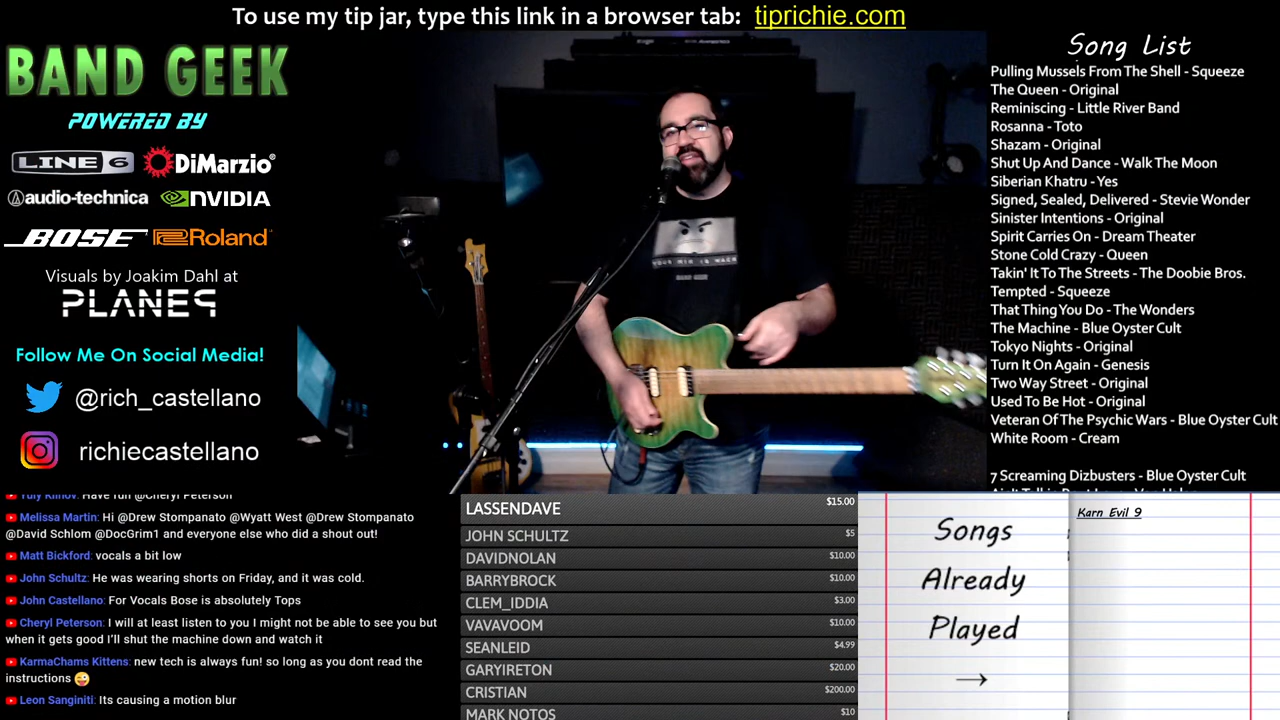 To use my tip jar, type this link in a browser tab: tiprichie.com
BAND GEEK
POWERED BY
LINE 6
DiMarzio®
audio-technica
NVIDIA
BOSE
Roland
Visuals by Joakim Dahl at
PLANE9
Follow Me On Social Media!
@rich_castellano
richiecastellano
Song List
Pulling Mussels From The Shell - Squeeze
The Queen - Original
Reminiscing - Little River Band
Rosanna - Toto
Shazam - Original
Shut Up And Dance - Walk The Moon
Siberian Khatru - Yes
Signed, Sealed, Delivered - Stevie Wonder
Sinister Intentions - Original
Spirit Carries On - Dream Theater
Stone Cold Crazy - Queen
Takin' It To The Streets - The Doobie Bros.
Tempted - Squeeze
That Thing You Do - The Wonders
The Machine - Blue Oyster Cult
Tokyo Nights - Original
Turn It On Again - Genesis
Two Way Street - Original
Used To Be Hot - Original
Veteran Of The Psychic Wars - Blue Oyster Cult
White Room - Cream
7 Screaming Dizbusters - Blue Oyster Cult
BAND GEEK
Have fun @Cheryl Peterson
Melissa Martin: Hi @Drew Stompanato @Wyatt West @Drew Stompanato
@David Schlom @DocGrim1 and everyone else who did a shout out!
Matt Bickford: vocals a bit low
John Schultz: He was wearing shorts on Friday, and it was cold.
John Castellano: For Vocals Bose is absolutely Tops
Cheryl Peterson: I will at least listen to you I might not be able to see you but
when it gets good I'll shut the machine down and watch it
KarmaChams Kittens: new tech is always fun! so long as you dont read the
instructions 😜
Leon Sanginiti: Its causing a motion blur
LASSENDAVE $15.00
JOHN SCHULTZ $5
DAVIDNOLAN $10.00
BARRYBROCK $10.00
CLEM_IDDIA $3.00
VAVAVOOM $10.00
SEANLEID $4.99
GARYIRETON $20.00
CRISTIAN $200.00
MARK NOTOS $10
Songs
Already
Played
→
Karn Evil 9